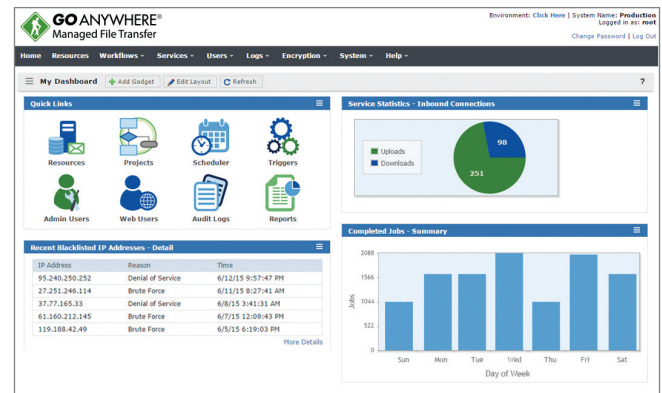 GO ANYWHERE®
Managed File Transfer
Environment: Click Here | System Name: Production
Logged in as: root
Change Password | Log Out
Home Resources Workflows Services Users Logs Encryption System Help
My Dashboard Add Gadget Edit Layout Refresh ?
Quick Links
Resources Projects Scheduler Triggers
Admin Users Web Users Audit Logs Reports
Recent Blacklisted IP Addresses - Detail
IP Address Reason Time
95.240.250.252 Denial of Service 6/12/15 9:57:47 PM
27.251.246.114 Brute Force 6/11/15 8:27:41 AM
37.77.165.33 Denial of Service 6/8/15 3:41:31 AM
61.160.212.145 Brute Force 6/7/15 12:09:43 PM
119.188.42.49 Brute Force 6/5/15 6:19:03 PM
More Details
Service Statistics - Inbound Connections
Uploads
Downloads
98
251
Completed Jobs - Summary
2088
1566
1044
522
0
Jobs
Sun Mon Tue Wed Thu Fri Sat
Day of Week